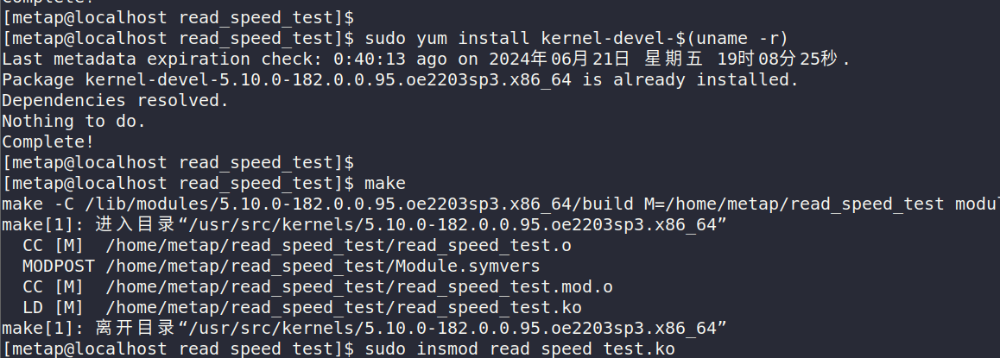 Complete!
[metap@localhost read_speed_test]$
[metap@localhost read_speed_test]$ sudo yum install kernel-devel-$(uname -r)
Last metadata expiration check: 0:40:13 ago on 2024年06月21日 星期五 19时08分25秒.
Package kernel-devel-5.10.0-182.0.0.95.oe2203sp3.x86_64 is already installed.
Dependencies resolved.
Nothing to do.
Complete!
[metap@localhost read_speed_test]$
[metap@localhost read_speed_test]$ make
make -C /lib/modules/5.10.0-182.0.0.95.oe2203sp3.x86_64/build M=/home/metap/read_speed_test modul
make[1]: 进入目录“/usr/src/kernels/5.10.0-182.0.0.95.oe2203sp3.x86_64”
  CC [M]  /home/metap/read_speed_test/read_speed_test.o
  MODPOST /home/metap/read_speed_test/Module.symvers
  CC [M]  /home/metap/read_speed_test/read_speed_test.mod.o
  LD [M]  /home/metap/read_speed_test/read_speed_test.ko
make[1]: 离开目录“/usr/src/kernels/5.10.0-182.0.0.95.oe2203sp3.x86_64”
[metap@localhost read_speed_test]$ sudo insmod read_speed_test.ko